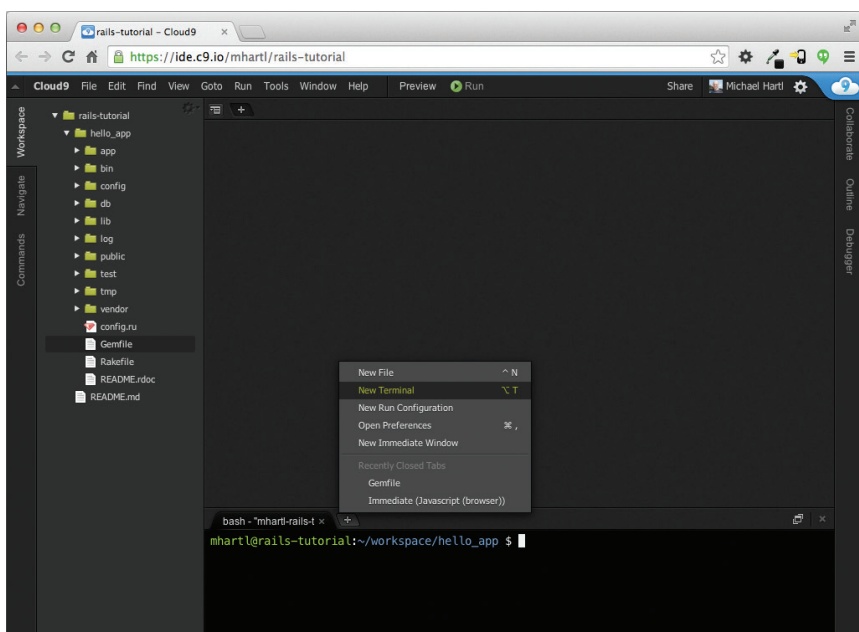 rails-tutorial - Cloud9 ×
https://ide.c9.io/mhartl/rails-tutorial
Cloud9 File Edit Find View Goto Run Tools Window Help Preview Run Share Michael Hartl 9
Workspace
Navigate
Commands
rails-tutorial
hello_app
app
bin
config
db
lib
log
public
test
tmp
vendor
config.ru
Gemfile
Rakefile
README.rdoc
README.md
New File ^ N
New Terminal ⌥ T
New Run Configuration
Open Preferences ⌘ ,
New Immediate Window
Recently Closed Tabs
Gemfile
Immediate (Javascript (browser))
bash - "mhartl-rails-t ×
mhartl@rails-tutorial:~/workspace/hello_app $
Collaborate
Outline
Debugger